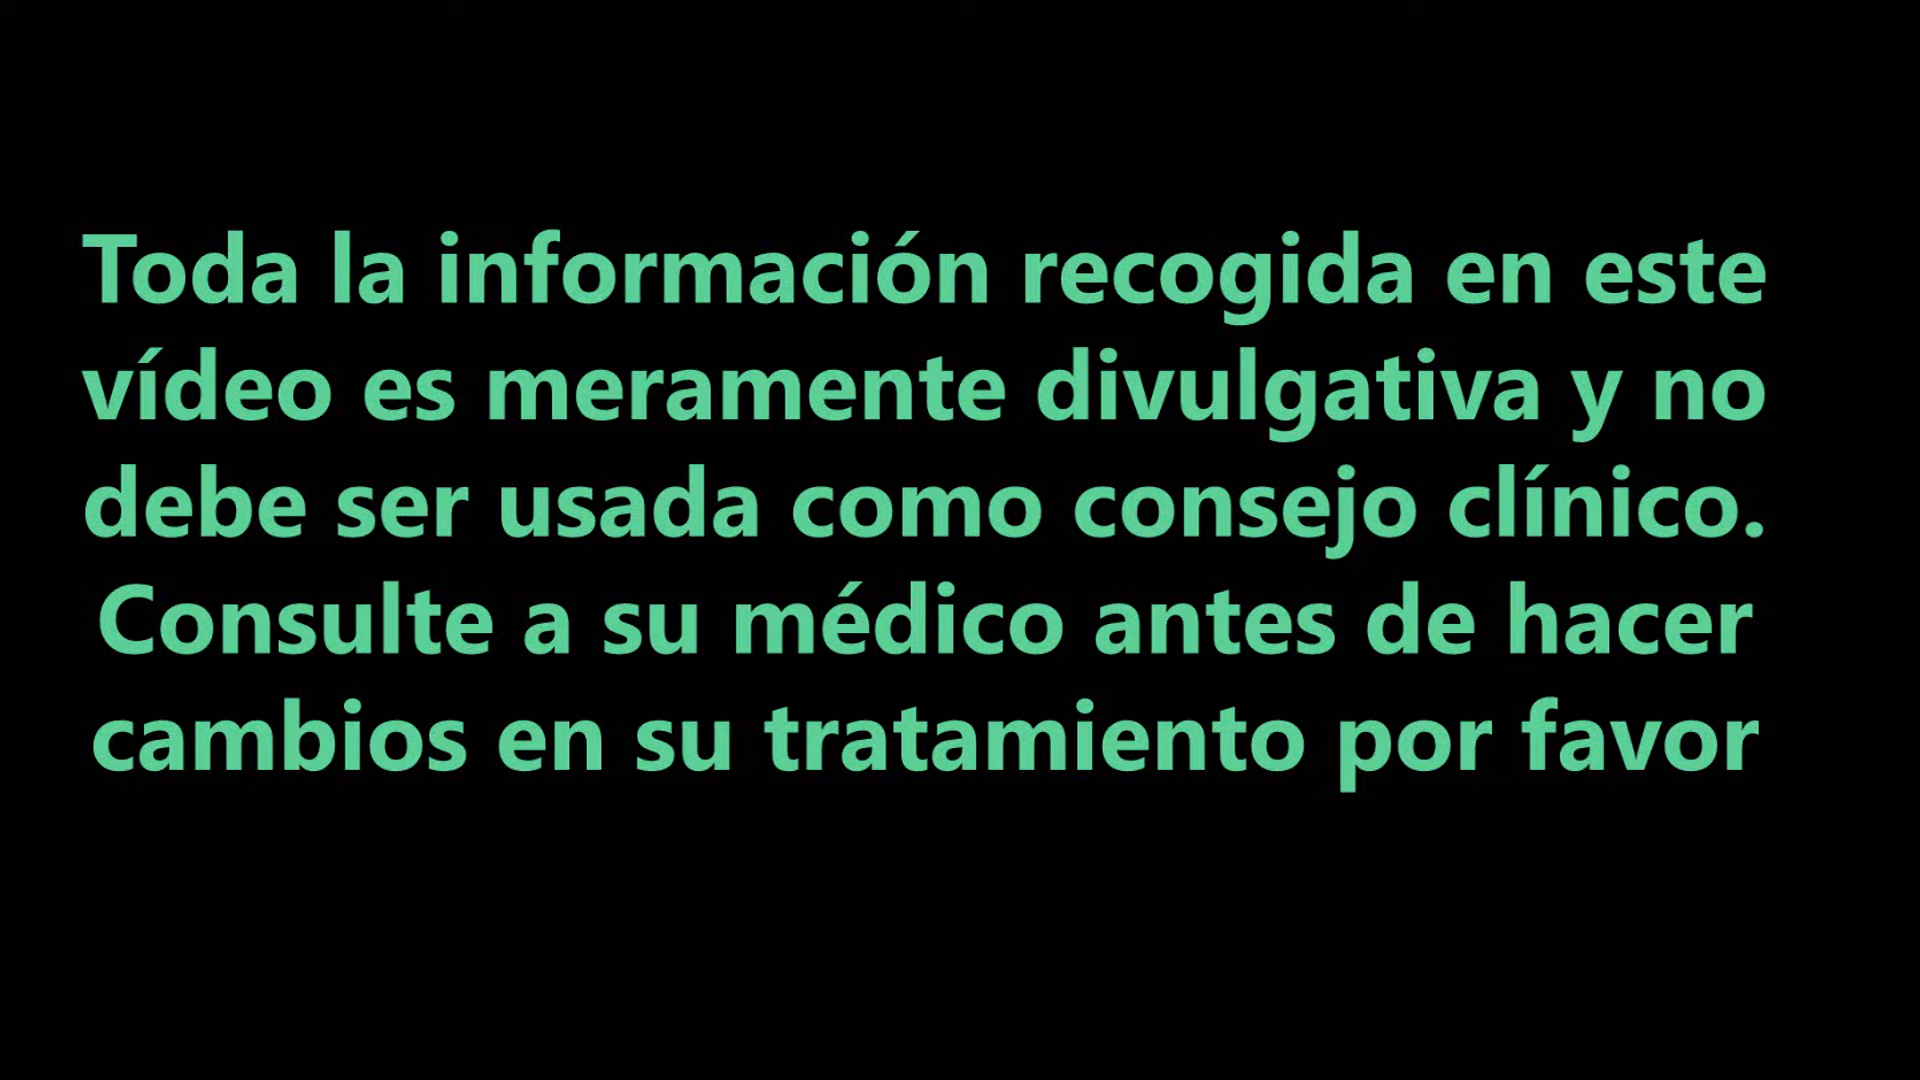 Toda la información recogida en este
vídeo es meramente divulgativa y no
debe ser usada como consejo clínico.
Consulte a su médico antes de hacer
cambios en su tratamiento por favor